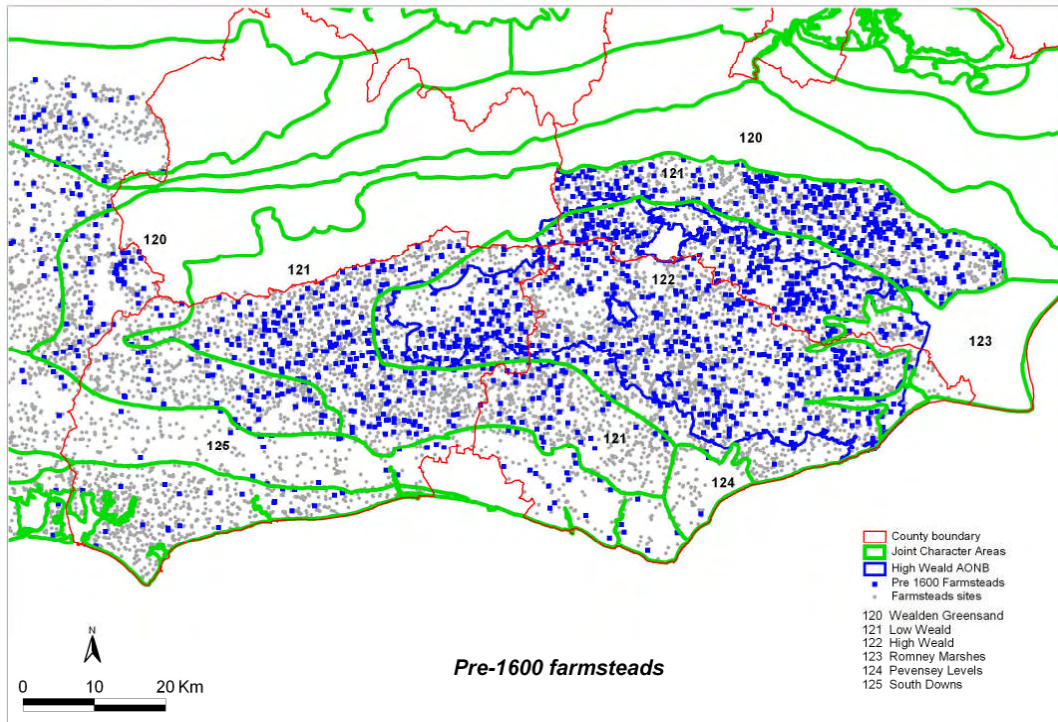 120
121
120
121
122
123
125
121
124
County boundary
Joint Character Areas
High Weald AONB
Pre 1600 Farmsteads
Farmsteads sites
120 Wealden Greensand
121 Low Weald
122 High Weald
123 Romney Marshes
124 Pevensey Levels
125 South Downs
N
Pre-1600 farmsteads
0 10 20 Km